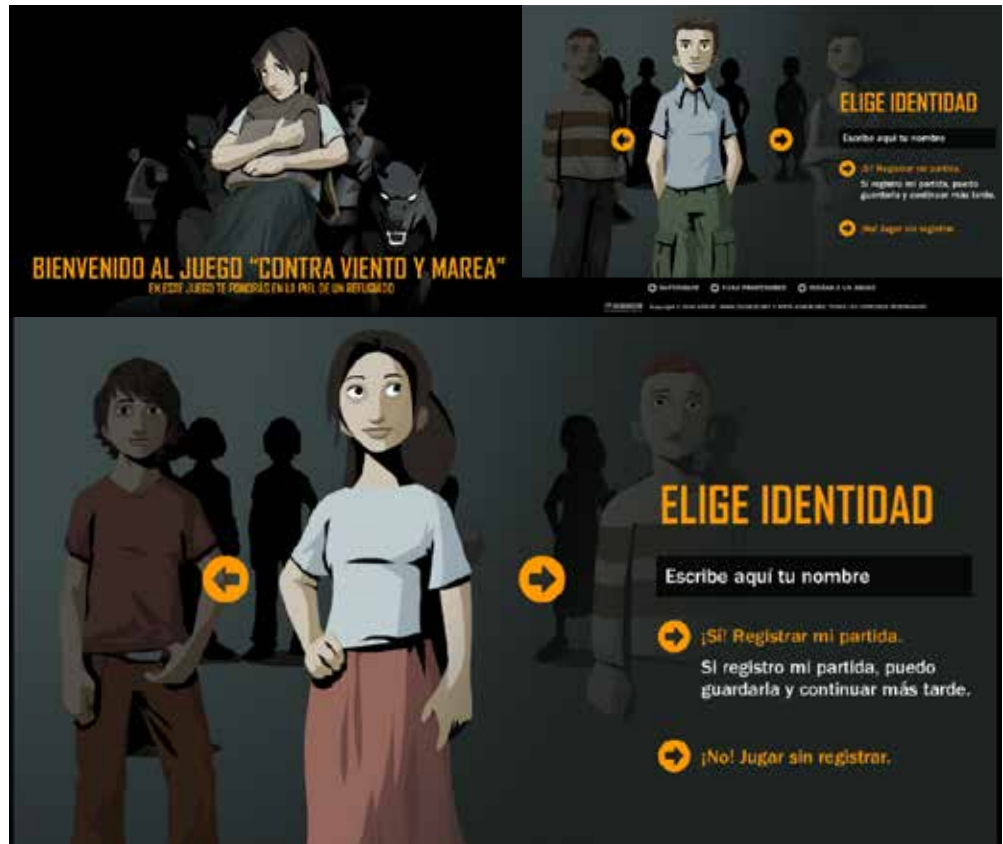 BIENVENIDO AL JUEGO "CONTRA VIENTO Y MAREA"
EN ESTE JUEGO TE PONDRÁS EN LA PIEL DE UN REFUGIADO
ELIGE IDENTIDAD
Escribe aquí tu nombre
¡Sí! Registrar mi partida.
Si registro mi partida, puedo
guardarla y continuar más tarde.
¡No! Jugar sin registrar.
ELIGE IDENTIDAD
Escribe aquí tu nombre
¡Sí! Registrar mi partida.
Si registro mi partida, puedo
guardarla y continuar más tarde.
¡No! Jugar sin registrar.